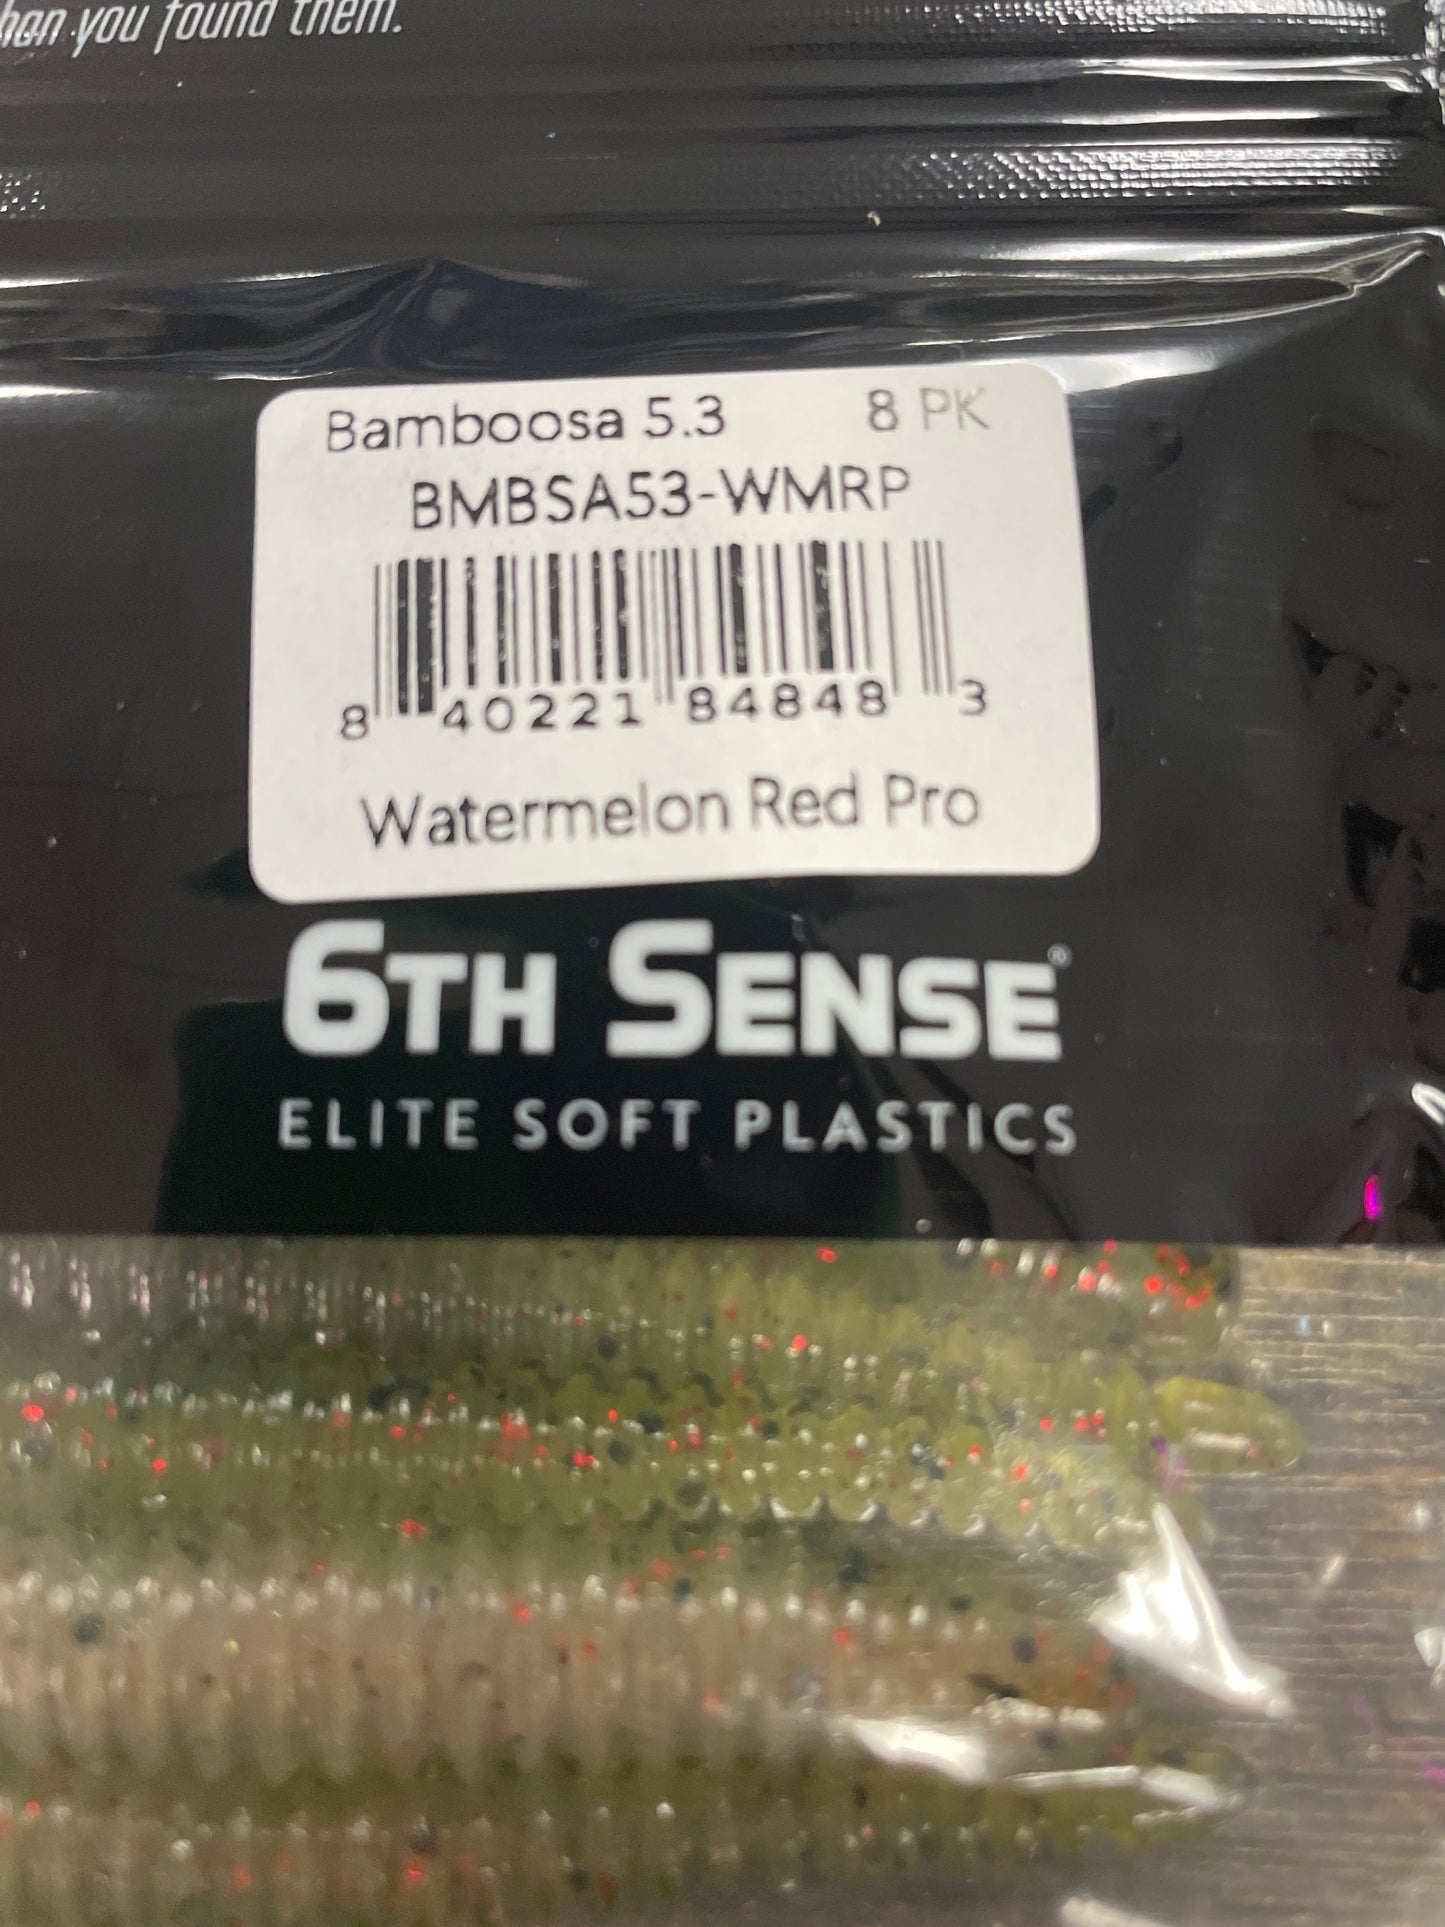 than you found them.
Bamboosa 5.3 8 PK
BMBSA53-WMRP
8 40221 84848 3
Watermelon Red Pro
6TH SENSE®
ELITE SOFT PLASTICS